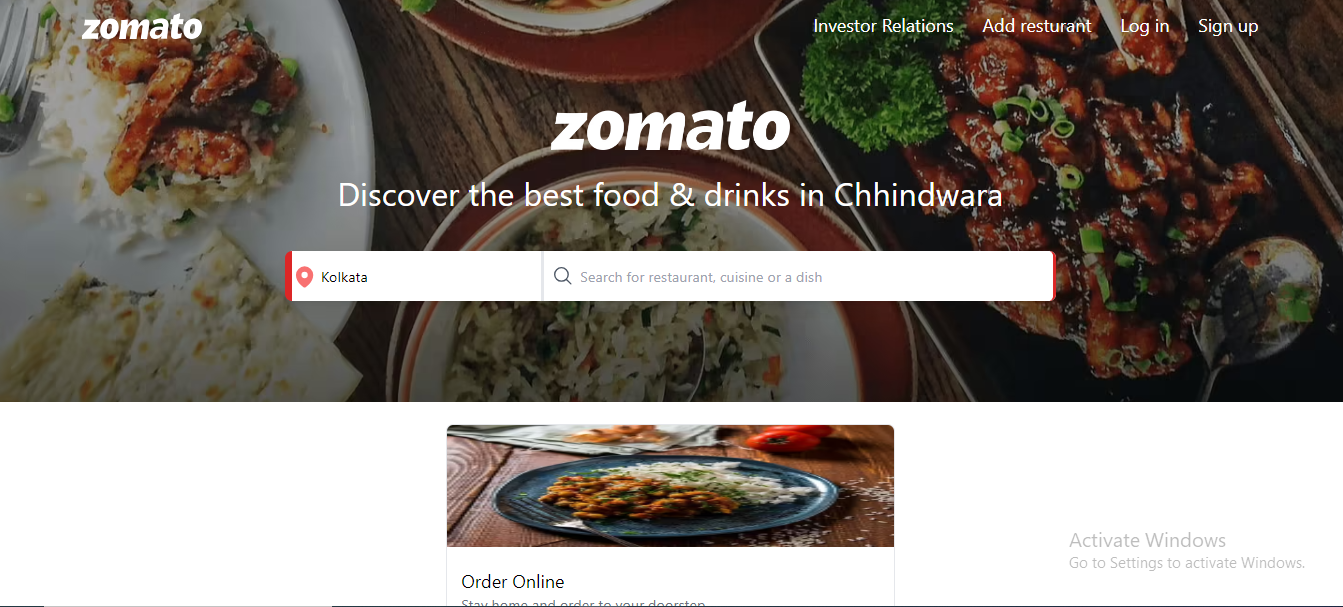 zomato
Investor Relations Add resturant Log in Sign up
zomato
Discover the best food & drinks in Chhindwara
Kolkata Search for restaurant, cuisine or a dish
Activate Windows
Go to Settings to activate Windows.
Order Online
Stay home and order to your doorstep